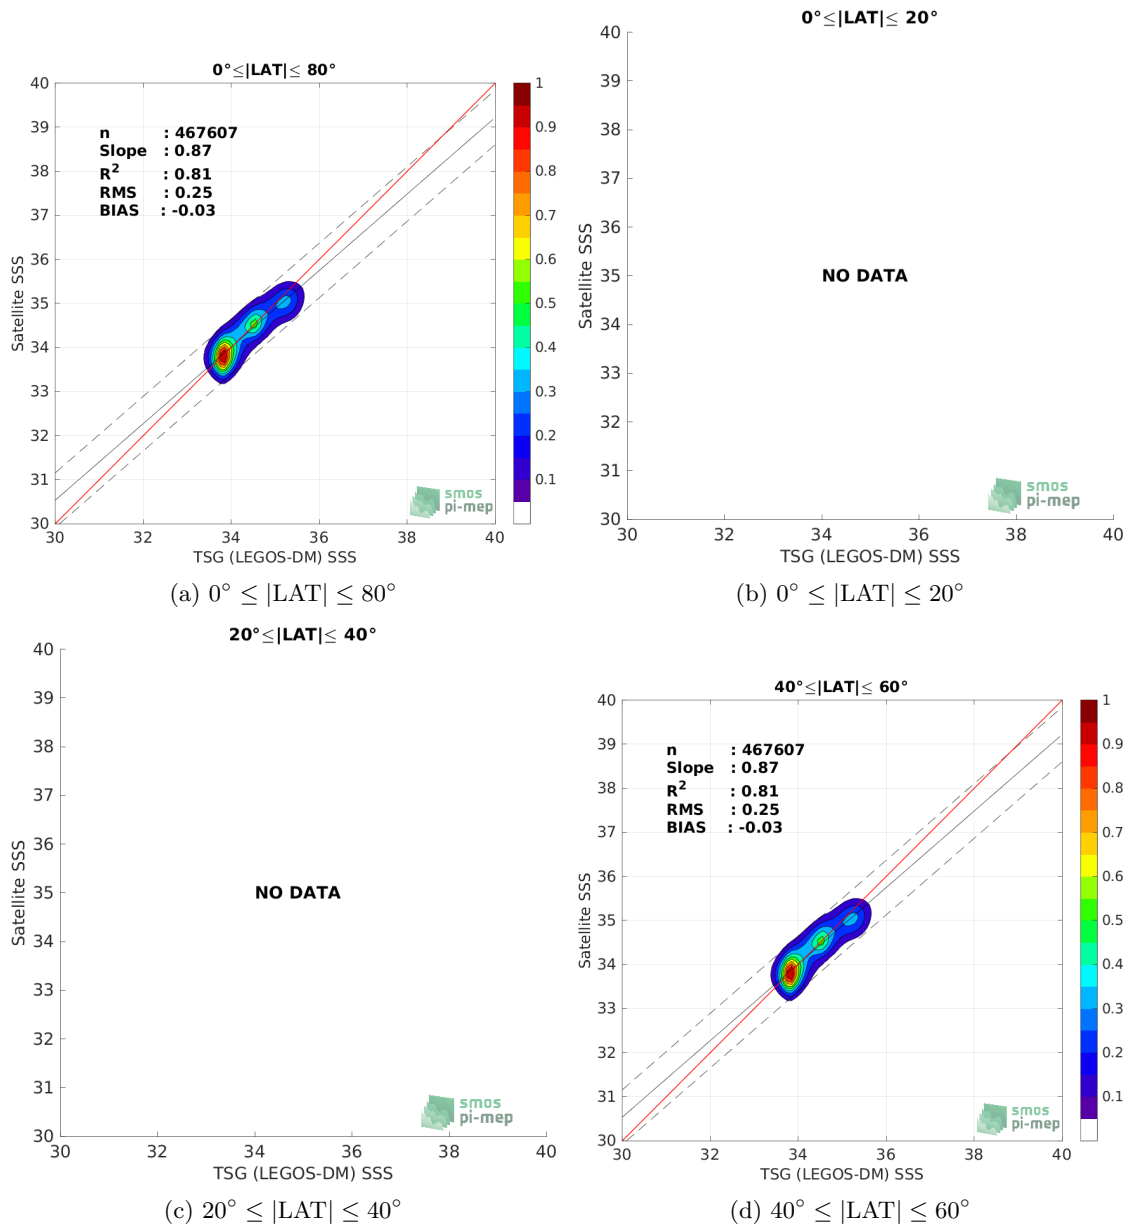 0°≤|LAT|≤ 80°
40
39
38
37
36
35
34
33
32
31
30
Satellite SSS
n : 467607
Slope : 0.87
R² : 0.81
RMS : 0.25
BIAS : -0.03
1
0.9
0.8
0.7
0.6
0.5
0.4
0.3
0.2
0.1
smos
pi-mep
30 32 34 36 38 40
TSG (LEGOS-DM) SSS
(a) 0° ≤ |LAT| ≤ 80°
0°≤|LAT|≤ 20°
40
39
38
37
36
35
34
33
32
31
30
Satellite SSS
NO DATA
smos
pi-mep
30 32 34 36 38 40
TSG (LEGOS-DM) SSS
(b) 0° ≤ |LAT| ≤ 20°
20°≤|LAT|≤ 40°
40
39
38
37
36
35
34
33
32
31
30
Satellite SSS
NO DATA
smos
pi-mep
30 32 34 36 38 40
TSG (LEGOS-DM) SSS
(c) 20° ≤ |LAT| ≤ 40°
40°≤|LAT|≤ 60°
40
39
38
37
36
35
34
33
32
31
30
Satellite SSS
n : 467607
Slope : 0.87
R² : 0.81
RMS : 0.25
BIAS : -0.03
1
0.9
0.8
0.7
0.6
0.5
0.4
0.3
0.2
0.1
smos
pi-mep
30 32 34 36 38 40
TSG (LEGOS-DM) SSS
(d) 40° ≤ |LAT| ≤ 60°